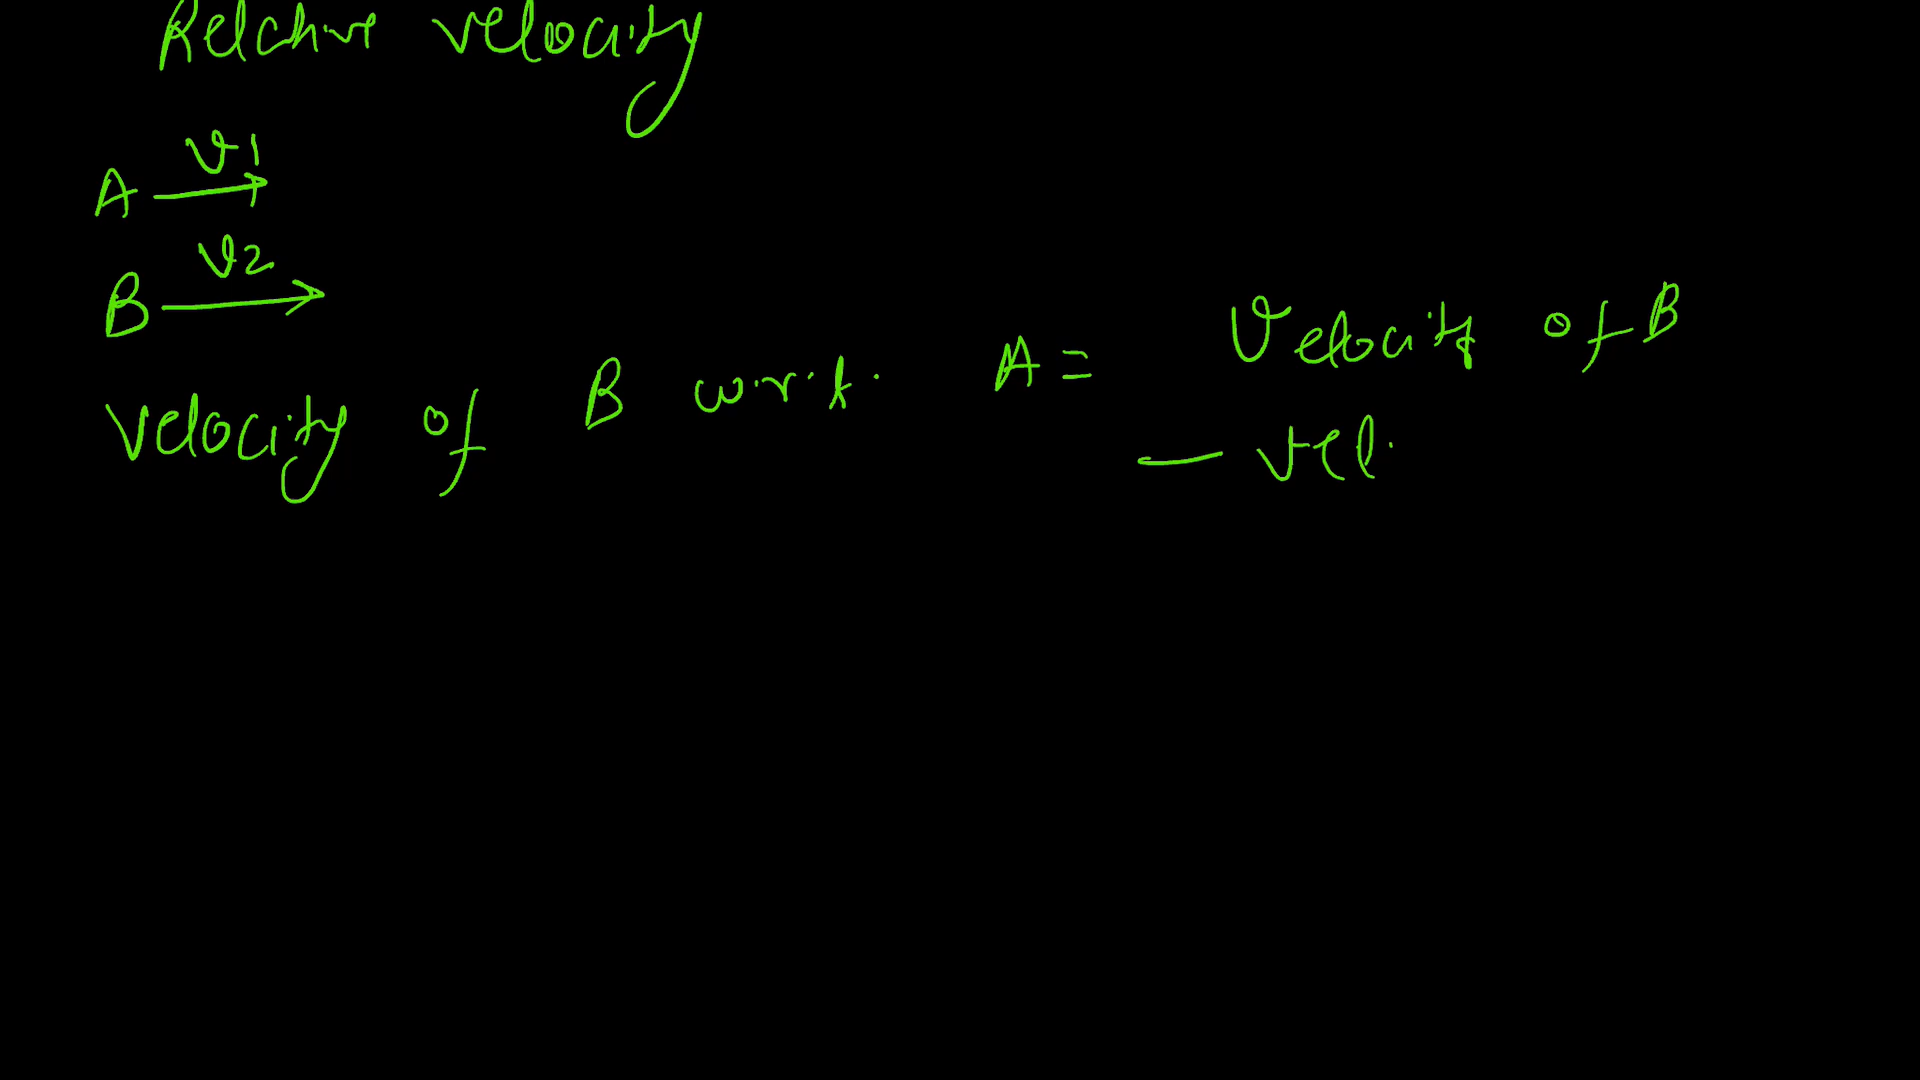 Relative velocity
A v1
B v2
velocity of B w.r.t. A = Velocity of B
— vel.